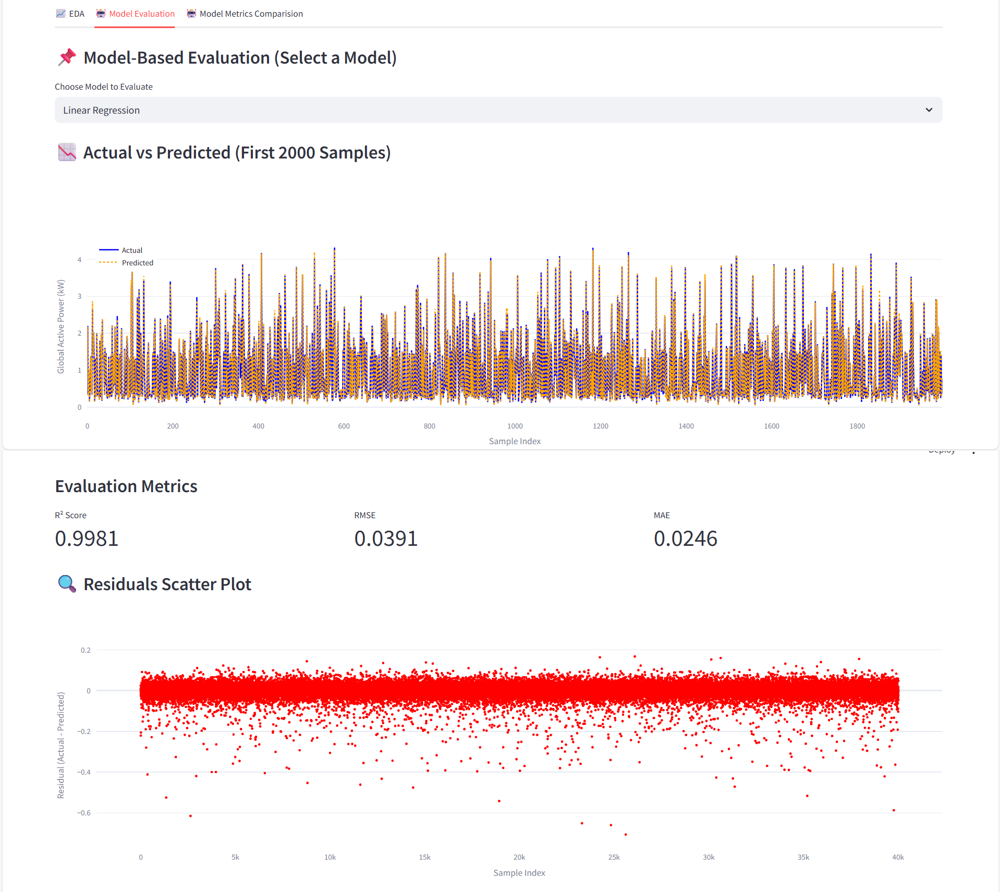 EDA Model Evaluation Model Metrics Comparision
Model-Based Evaluation (Select a Model)
Choose Model to Evaluate
Linear Regression
Actual vs Predicted (First 2000 Samples)
Actual
Predicted
Global Active Power (kW)
4
3
2
1
0
0 200 400 600 800 1000 1200 1400 1600 1800
Sample Index
Deploy
Evaluation Metrics
R² Score RMSE MAE
0.9981 0.0391 0.0246
Residuals Scatter Plot
Residual (Actual - Predicted)
0.2
0
−0.2
−0.4
−0.6
0 5k 10k 15k 20k 25k 30k 35k 40k
Sample Index